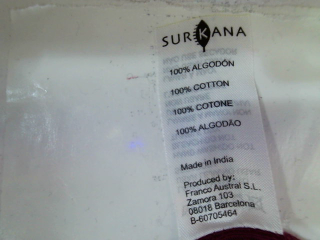 SURKANA
100% ALGODÓN
100% COTTON
100% COTONE
100% ALGODÃO
Made in India
Produced by:
Franco Austral S.L.
Zamora 103
08018 Barcelona
B-60705464